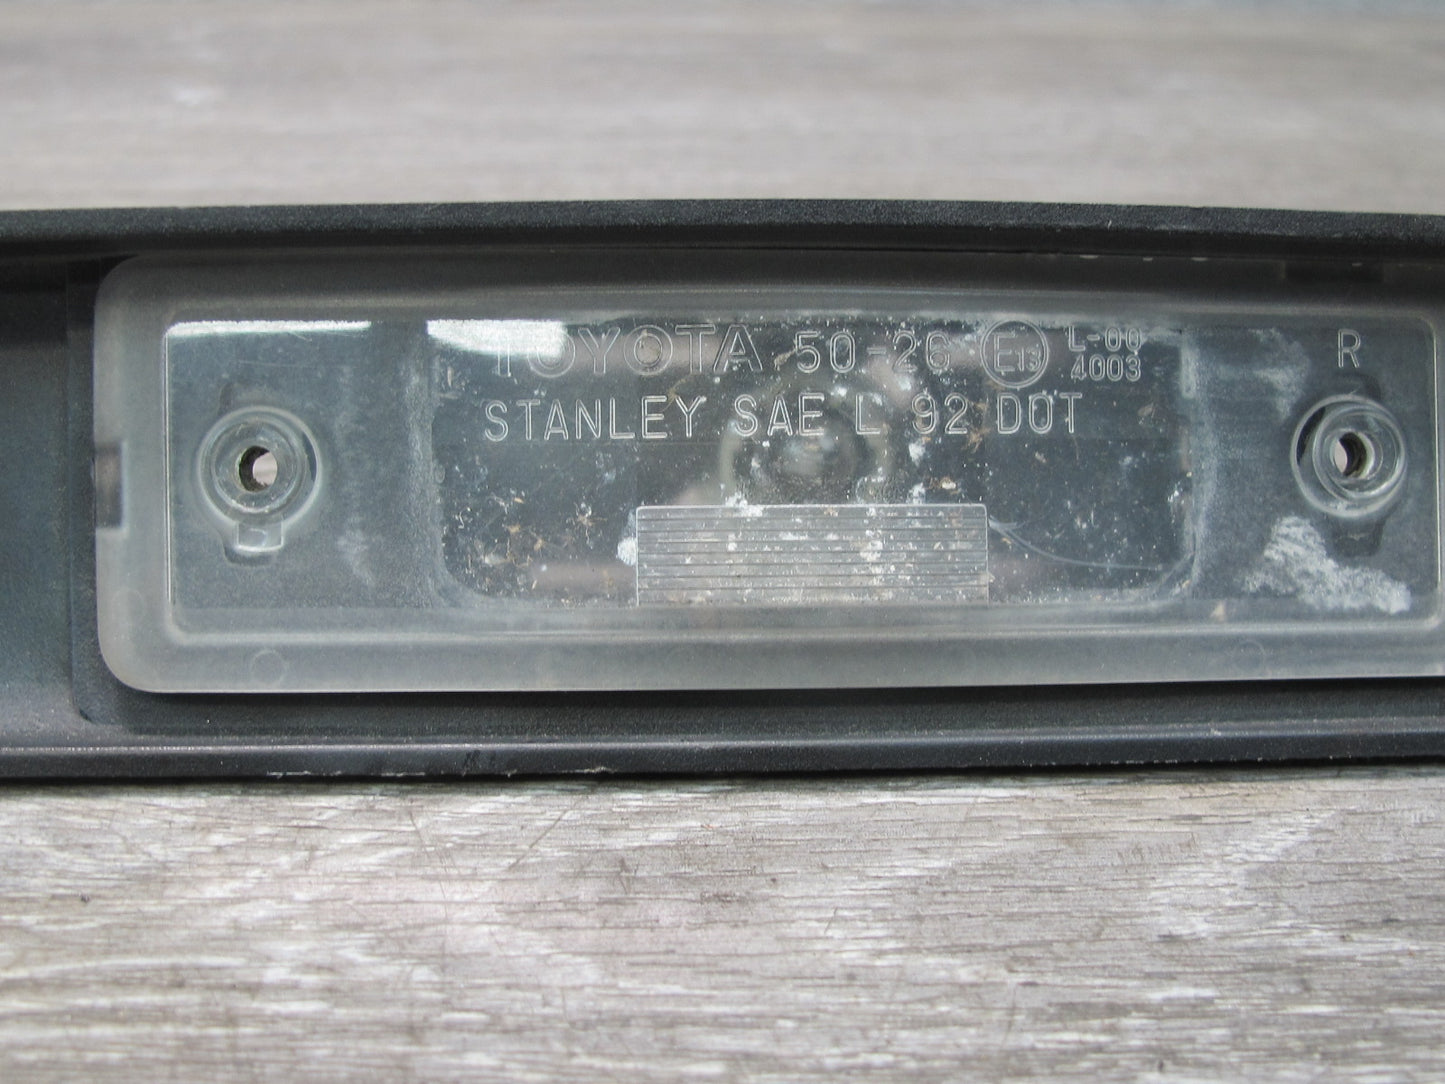 TOYOTA 50-26 E13 L-00 R
4003
STANLEY SAE L 92 DOT